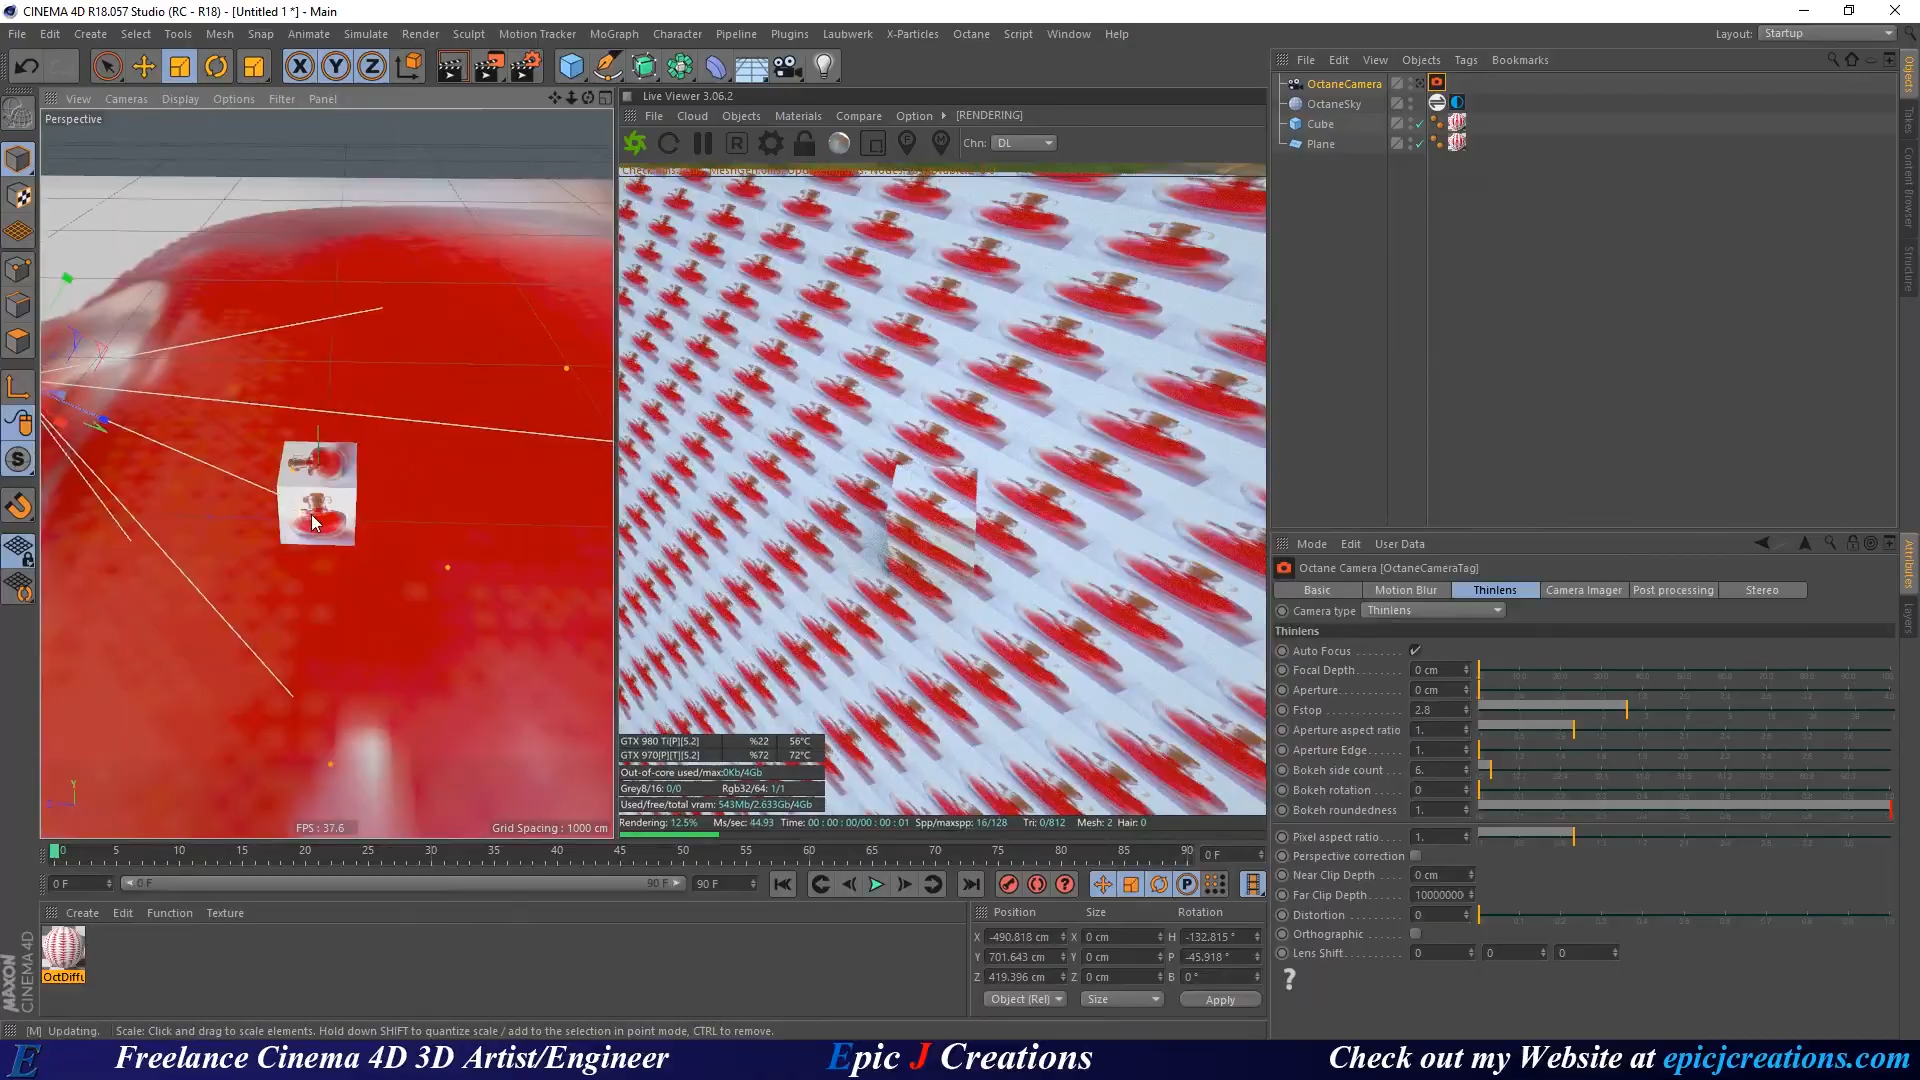 CINEMA 4D R18.057 Studio (RC - R18) - [Untitled 1 *] - Main
File Edit Create Select Tools Mesh Snap Animate Simulate Render Sculpt Motion Tracker MoGraph Character Pipeline Plugins Laubwerk X-Particles Octane Script Window Help Layout: Startup
X Y Z
File Edit View Objects Tags Bookmarks
OctaneCamera
OctaneSky
Cube
Plane
Objects
Takes
Content Browser
Structure
View Cameras Display Options Filter Panel
Perspective
FPS : 37.6 Grid Spacing : 1000 cm
Live Viewer 3.06.2
File Cloud Objects Materials Compare Option [RENDERING]
Chn: DL
GTX 980 Ti[P][5.2] %22 56°C
GTX 970[P][T][5.2] %72 72°C
Out-of-core used/max:0Kb/4Gb
Grey8/16: 0/0 Rgb32/64: 1/1
Used/free/total vram: 543Mb/2.633Gb/4Gb
Rendering: 12.5% Ms/sec: 44.93 Time: 00 : 00 : 00/00 : 00 : 01 Spp/maxspp: 16/128 Tri: 0/812 Mesh: 2 Hair: 0
Mode Edit User Data
Octane Camera [OctaneCameraTag]
Basic Motion Blur Thinlens Camera Imager Post processing Stereo
Camera type Thinlens
Thinlens
Auto Focus
Focal Depth 0 cm
Aperture 0 cm
Fstop 2.8
Aperture aspect ratio 1.
Aperture Edge 1.
Bokeh side count 6.
Bokeh rotation 0
Bokeh roundedness 1.
Pixel aspect ratio 1.
Perspective correction
Near Clip Depth 0 cm
Far Clip Depth 10000000
Distortion 0
Orthographic
Lens Shift 0 0 0
?
Attributes
Layers
0 5 10 15 20 25 30 35 40 45 50 55 60 65 70 75 80 85 90 0 F
0 F 0 F 90 F 90 F
Create Edit Function Texture
OctDiffu
Position Size Rotation
X -490.818 cm X 0 cm H -132.815 °
Y 701.643 cm Y 0 cm P -45.918 °
Z 419.396 cm Z 0 cm B 0 °
Object (Rel) Size Apply
MAXON CINEMA 4D
[M] Updating. Scale: Click and drag to scale elements. Hold down SHIFT to quantize scale / add to the selection in point mode, CTRL to remove.
E Freelance Cinema 4D 3D Artist/Engineer Epic J Creations Check out my Website at epicjcreations.com